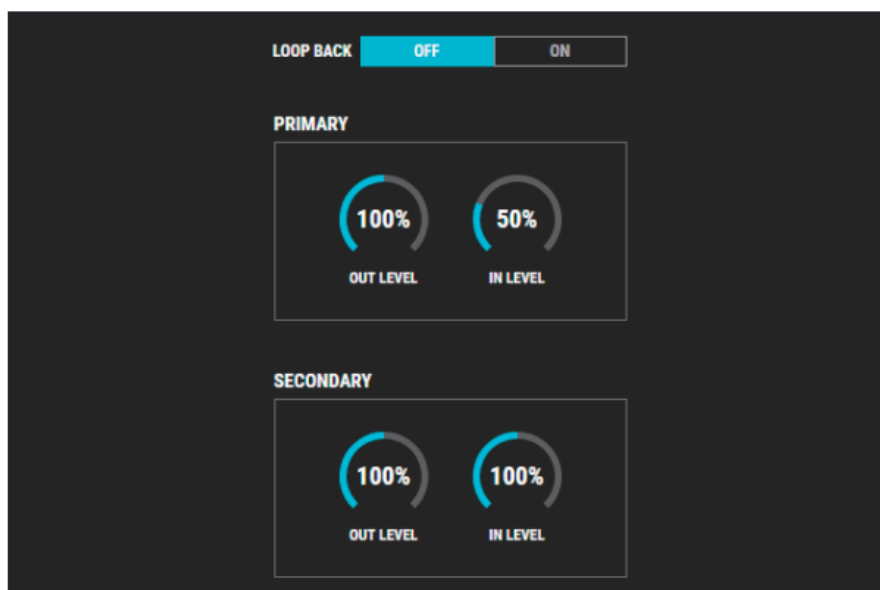 LOOP BACK OFF ON
PRIMARY
100% 50%
OUT LEVEL IN LEVEL
SECONDARY
100% 100%
OUT LEVEL IN LEVEL